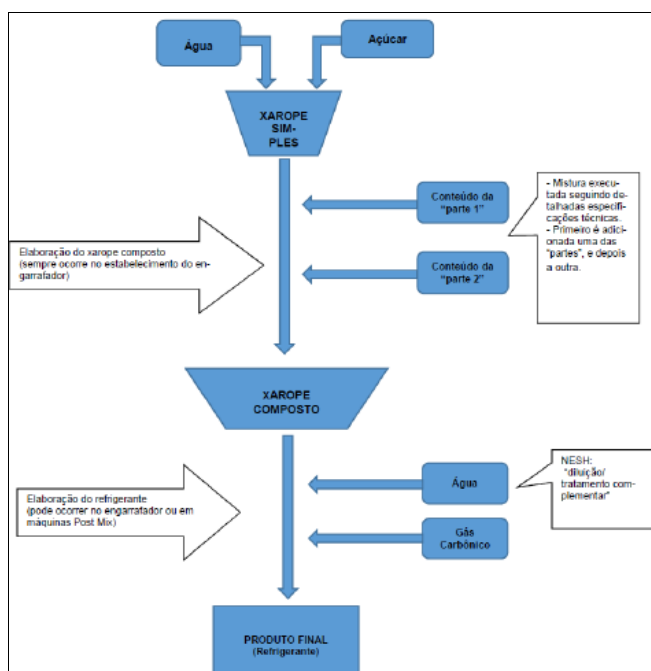 Água
Açúcar
XAROPE
SIM-
PLES
Conteúdo da
“parte 1”
- Mistura execu-
tada seguindo de-
talhadas especifi-
cações técnicas.
- Primeiro é adici-
onada uma das
“partes”, e depois
a outra.
Elaboração do xarope composto
(sempre ocorre no estabelecimento do en-
garrafador)
Conteúdo da
“parte 2”
XAROPE
COMPOSTO
Elaboração do refrigerante
(pode ocorrer no engarrafador ou em
máquinas Post Mix)
Água
NESH:
“diluição/
tratamento com-
plementar”
Gás
Carbônico
PRODUTO FINAL
(Refrigerante)